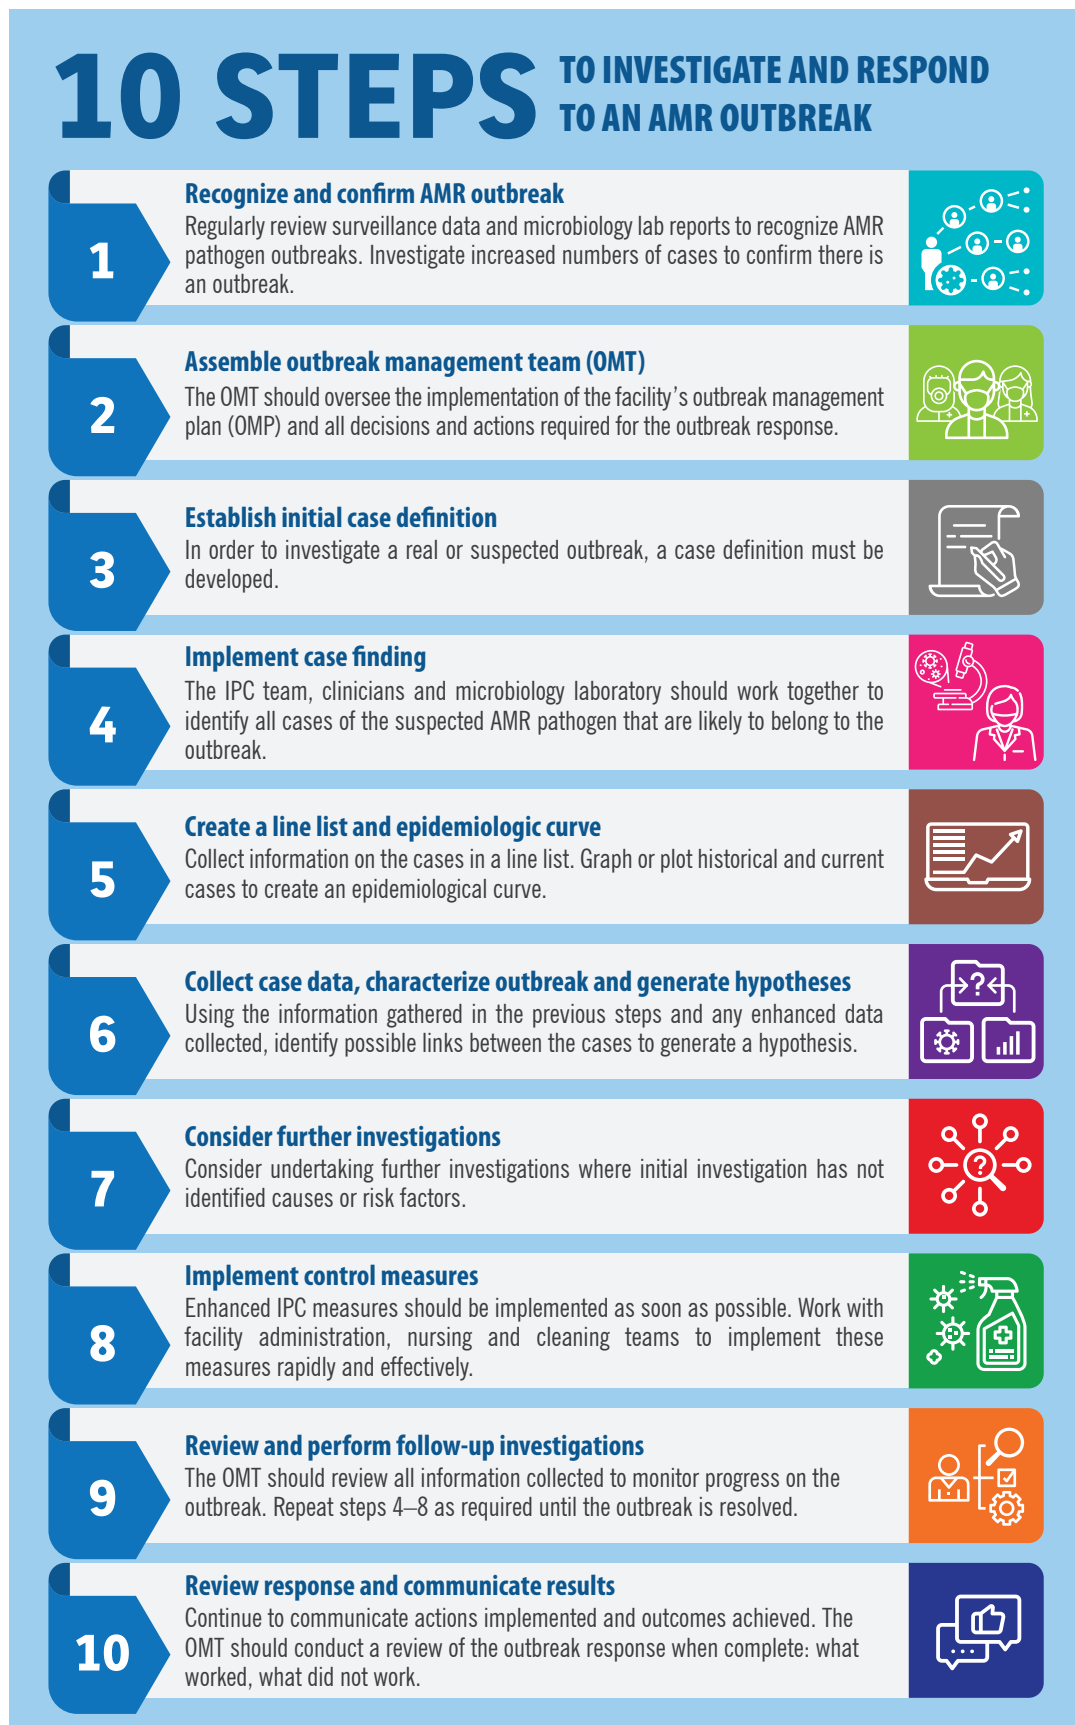 10 STEPS
TO INVESTIGATE AND RESPOND
TO AN AMR OUTBREAK
1
Recognize and confirm AMR outbreak
Regularly review surveillance data and microbiology lab reports to recognize AMR
pathogen outbreaks. Investigate increased numbers of cases to confirm there is
an outbreak.
2
Assemble outbreak management team (OMT)
The OMT should oversee the implementation of the facility's outbreak management
plan (OMP) and all decisions and actions required for the outbreak response.
3
Establish initial case definition
In order to investigate a real or suspected outbreak, a case definition must be
developed.
4
Implement case finding
The IPC team, clinicians and microbiology laboratory should work together to
identify all cases of the suspected AMR pathogen that are likely to belong to the
outbreak.
5
Create a line list and epidemiologic curve
Collect information on the cases in a line list. Graph or plot historical and current
cases to create an epidemiological curve.
6
Collect case data, characterize outbreak and generate hypotheses
Using the information gathered in the previous steps and any enhanced data
collected, identify possible links between the cases to generate a hypothesis.
7
Consider further investigations
Consider undertaking further investigations where initial investigation has not
identified causes or risk factors.
8
Implement control measures
Enhanced IPC measures should be implemented as soon as possible. Work with
facility administration, nursing and cleaning teams to implement these
measures rapidly and effectively.
9
Review and perform follow-up investigations
The OMT should review all information collected to monitor progress on the
outbreak. Repeat steps 4–8 as required until the outbreak is resolved.
10
Review response and communicate results
Continue to communicate actions implemented and outcomes achieved. The
OMT should conduct a review of the outbreak response when complete: what
worked, what did not work.